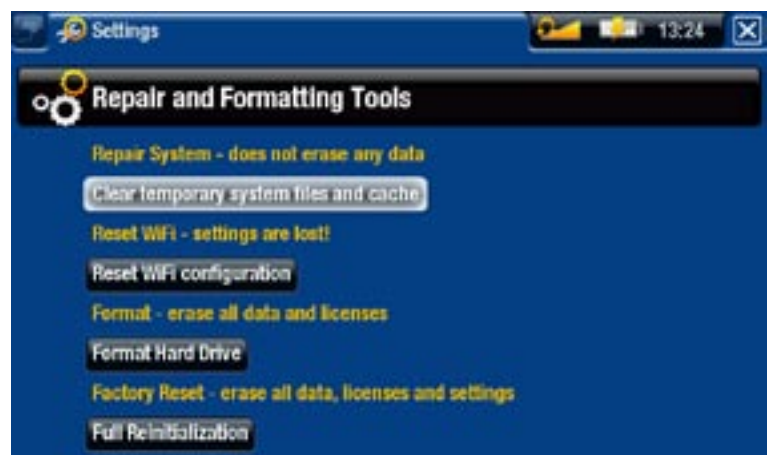 Settings
13:24
Repair and Formatting Tools
Repair System - does not erase any data
Clear temporary system files and cache
Reset WiFi - settings are lost!
Reset WiFi configuration
Format - erase all data and licenses
Format Hard Drive
Factory Reset - erase all data, licenses and settings
Full Reinitialization